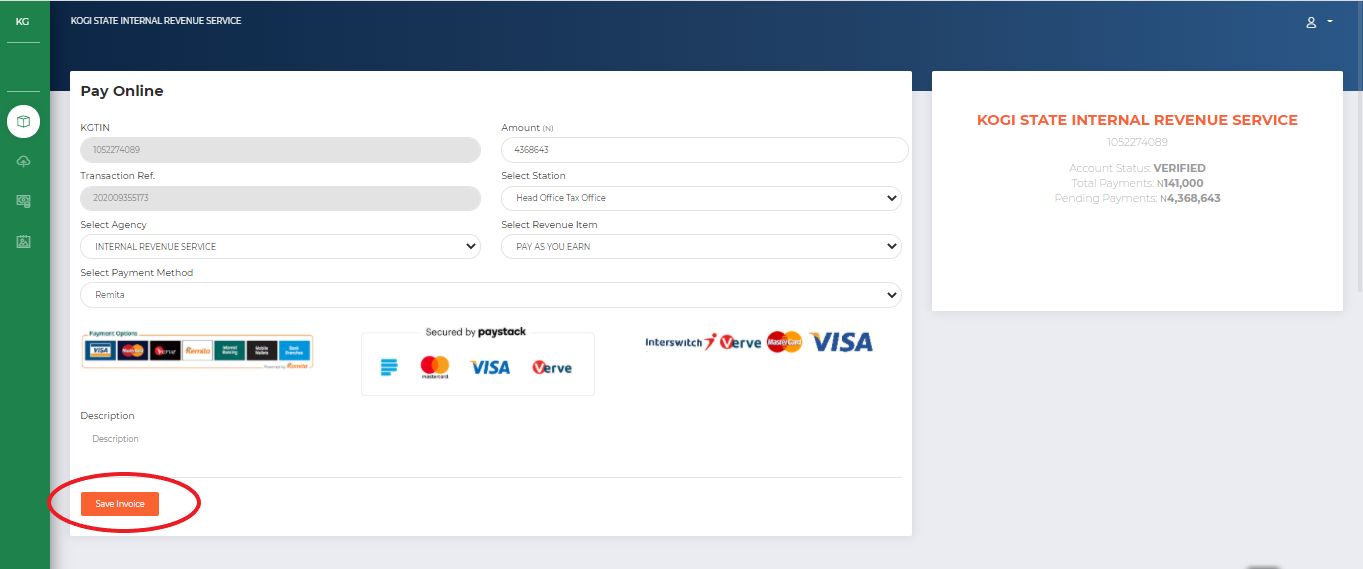 KG
KOGI STATE INTERNAL REVENUE SERVICE
Pay Online
KGTIN
1052274089
Amount (N)
4368643
Transaction Ref.
202009355173
Select Station
Head Office Tax Office
Select Agency
INTERNAL REVENUE SERVICE
Select Revenue Item
PAY AS YOU EARN
Select Payment Method
Remita
Payment Options
VISA MasterCard Verve Remita Internet Banking Mobile Wallets Bank Branches
Powered by Remita
Secured by paystack
mastercard VISA Verve
Interswitch Verve MasterCard VISA
Description
Description
Save Invoice
KOGI STATE INTERNAL REVENUE SERVICE
1052274089
Account Status: VERIFIED
Total Payments: N141,000
Pending Payments: N4,368,643